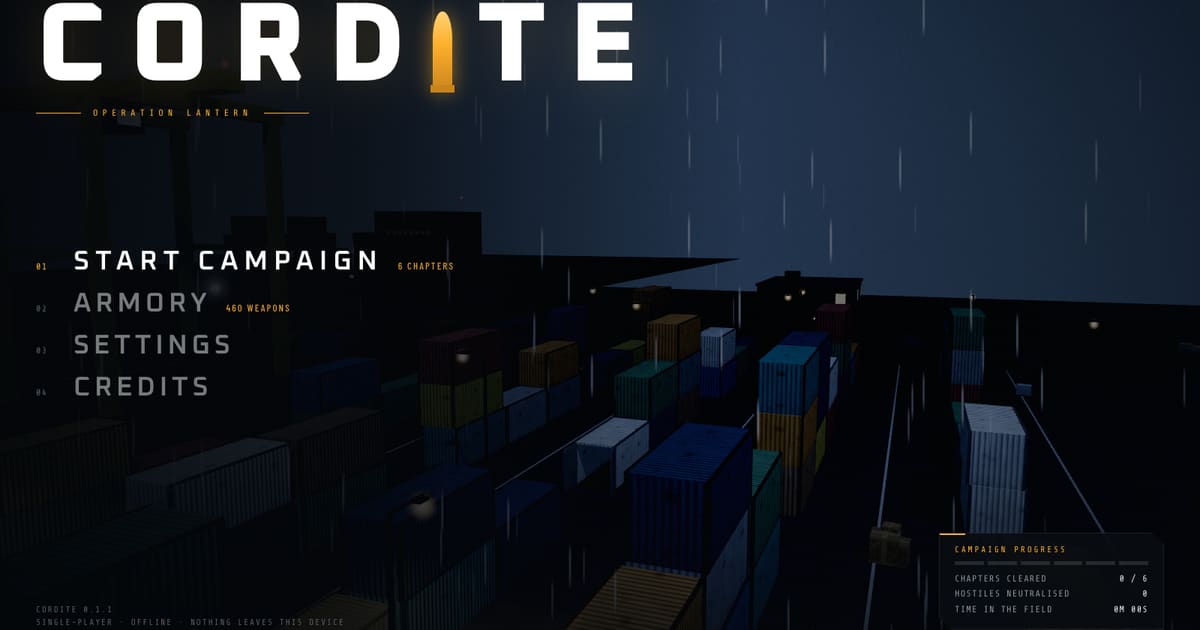 CORDITE
OPERATION LANTERN
01 START CAMPAIGN 6 CHAPTERS
02 ARMORY 460 WEAPONS
03 SETTINGS
04 CREDITS
CAMPAIGN PROGRESS
CHAPTERS CLEARED 0 / 6
HOSTILES NEUTRALISED 0
TIME IN THE FIELD 0M 00S
CORDITE 0.1.1
SINGLE-PLAYER · OFFLINE · NOTHING LEAVES THIS DEVICE